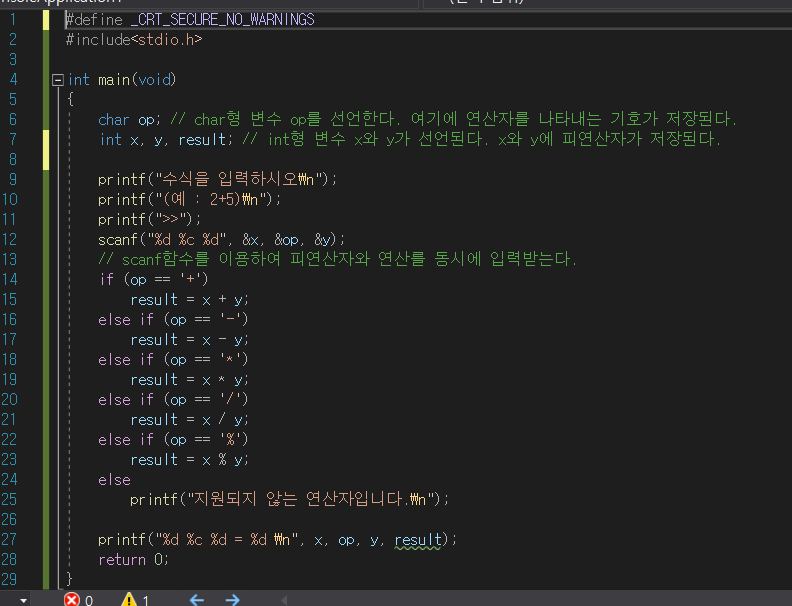 1 #define _CRT_SECURE_NO_WARNINGS
2 #include<stdio.h>
3
4 int main(void)
5 {
6 char op; // char형 변수 op를 선언한다. 여기에 연산자를 나타내는 기호가 저장된다.
7 int x, y, result; // int형 변수 x와 y가 선언된다. x와 y에 피연산자가 저장된다.
8
9 printf("수식을 입력하시오₩n");
10 printf("(예 : 2+5)₩n");
11 printf(">>");
12 scanf("%d %c %d", &x, &op, &y);
13 // scanf함수를 이용하여 피연산자와 연산를 동시에 입력받는다.
14 if (op == '+')
15 result = x + y;
16 else if (op == '-')
17 result = x - y;
18 else if (op == '*')
19 result = x * y;
20 else if (op == '/')
21 result = x / y;
22 else if (op == '%')
23 result = x % y;
24 else
25 printf("지원되지 않는 연산자입니다.₩n");
26
27 printf("%d %c %d = %d ₩n", x, op, y, result);
28 return 0;
29 }
0 1